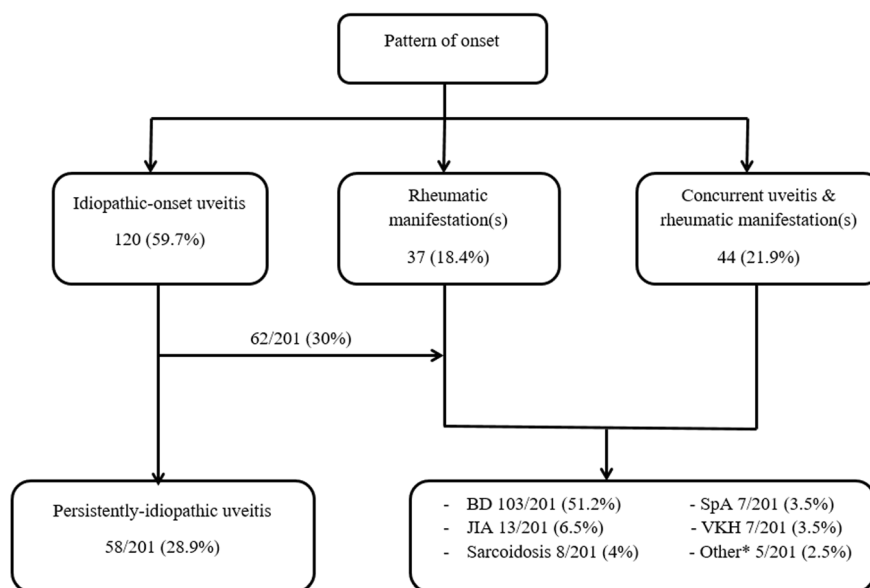 Pattern of onset
Idiopathic-onset uveitis
120 (59.7%)
Rheumatic
manifestation(s)
37 (18.4%)
Concurrent uveitis &
rheumatic manifestation(s)
44 (21.9%)
62/201 (30%)
Persistently-idiopathic uveitis
58/201 (28.9%)
- BD 103/201 (51.2%)
- JIA 13/201 (6.5%)
- Sarcoidosis 8/201 (4%)
- SpA 7/201 (3.5%)
- VKH 7/201 (3.5%)
- Other* 5/201 (2.5%)